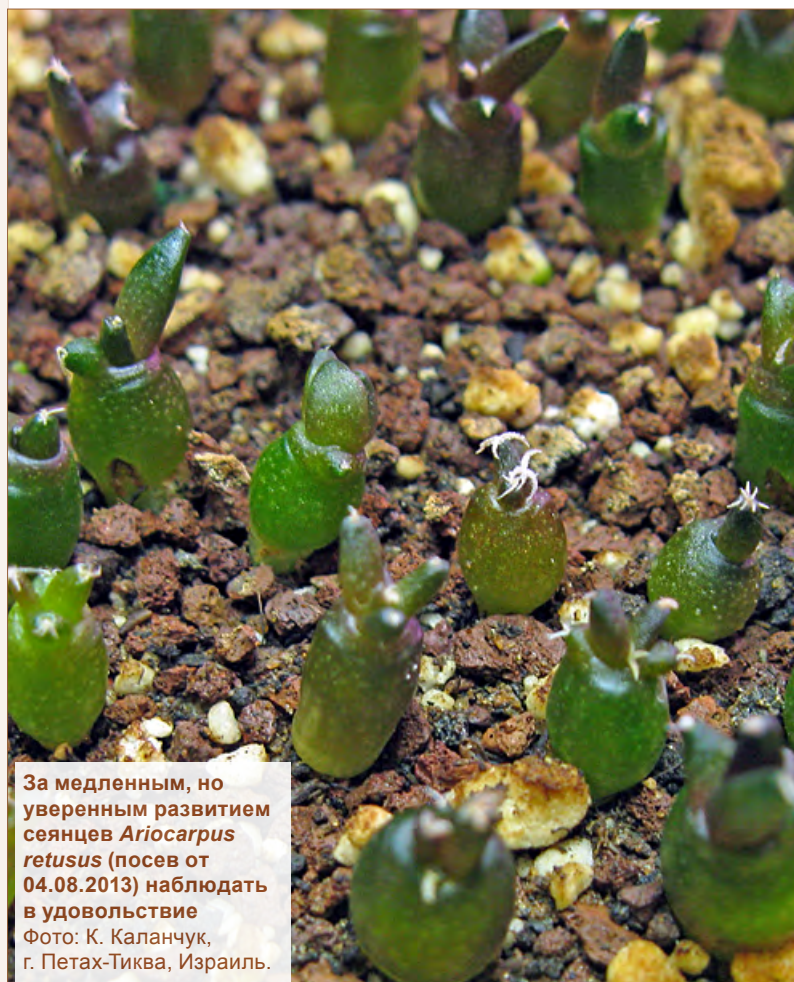 За медленным, но
уверенным развитием
сеянцев Ariocarpus
retusus (посев от
04.08.2013) наблюдать
в удовольствие
Фото: К. Каланчук,
г. Петах-Тиква, Израиль.